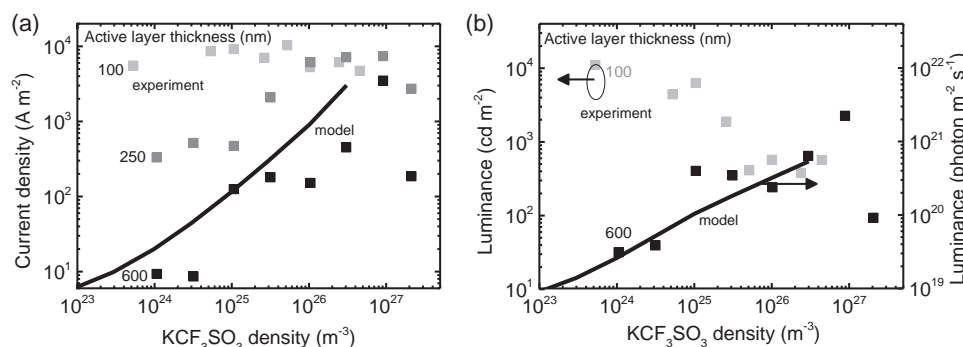 (a)
Active layer thickness (nm)
10⁴
100
experiment
10³
Current density (A m⁻²)
250
model
10²
600
10¹
10²³ 10²⁴ 10²⁵ 10²⁶ 10²⁷
KCF₃SO₃ density (m⁻³)
(b)
Active layer thickness (nm)
10⁴
100
experiment
10³
Luminance (cd m⁻²)
10²
600
model
10¹
10²²
10²¹
10²⁰
10¹⁹
Luminance (photon m⁻² s⁻¹)
10²³ 10²⁴ 10²⁵ 10²⁶ 10²⁷ 10²⁸
KCF₃SO₃ density (m⁻³)